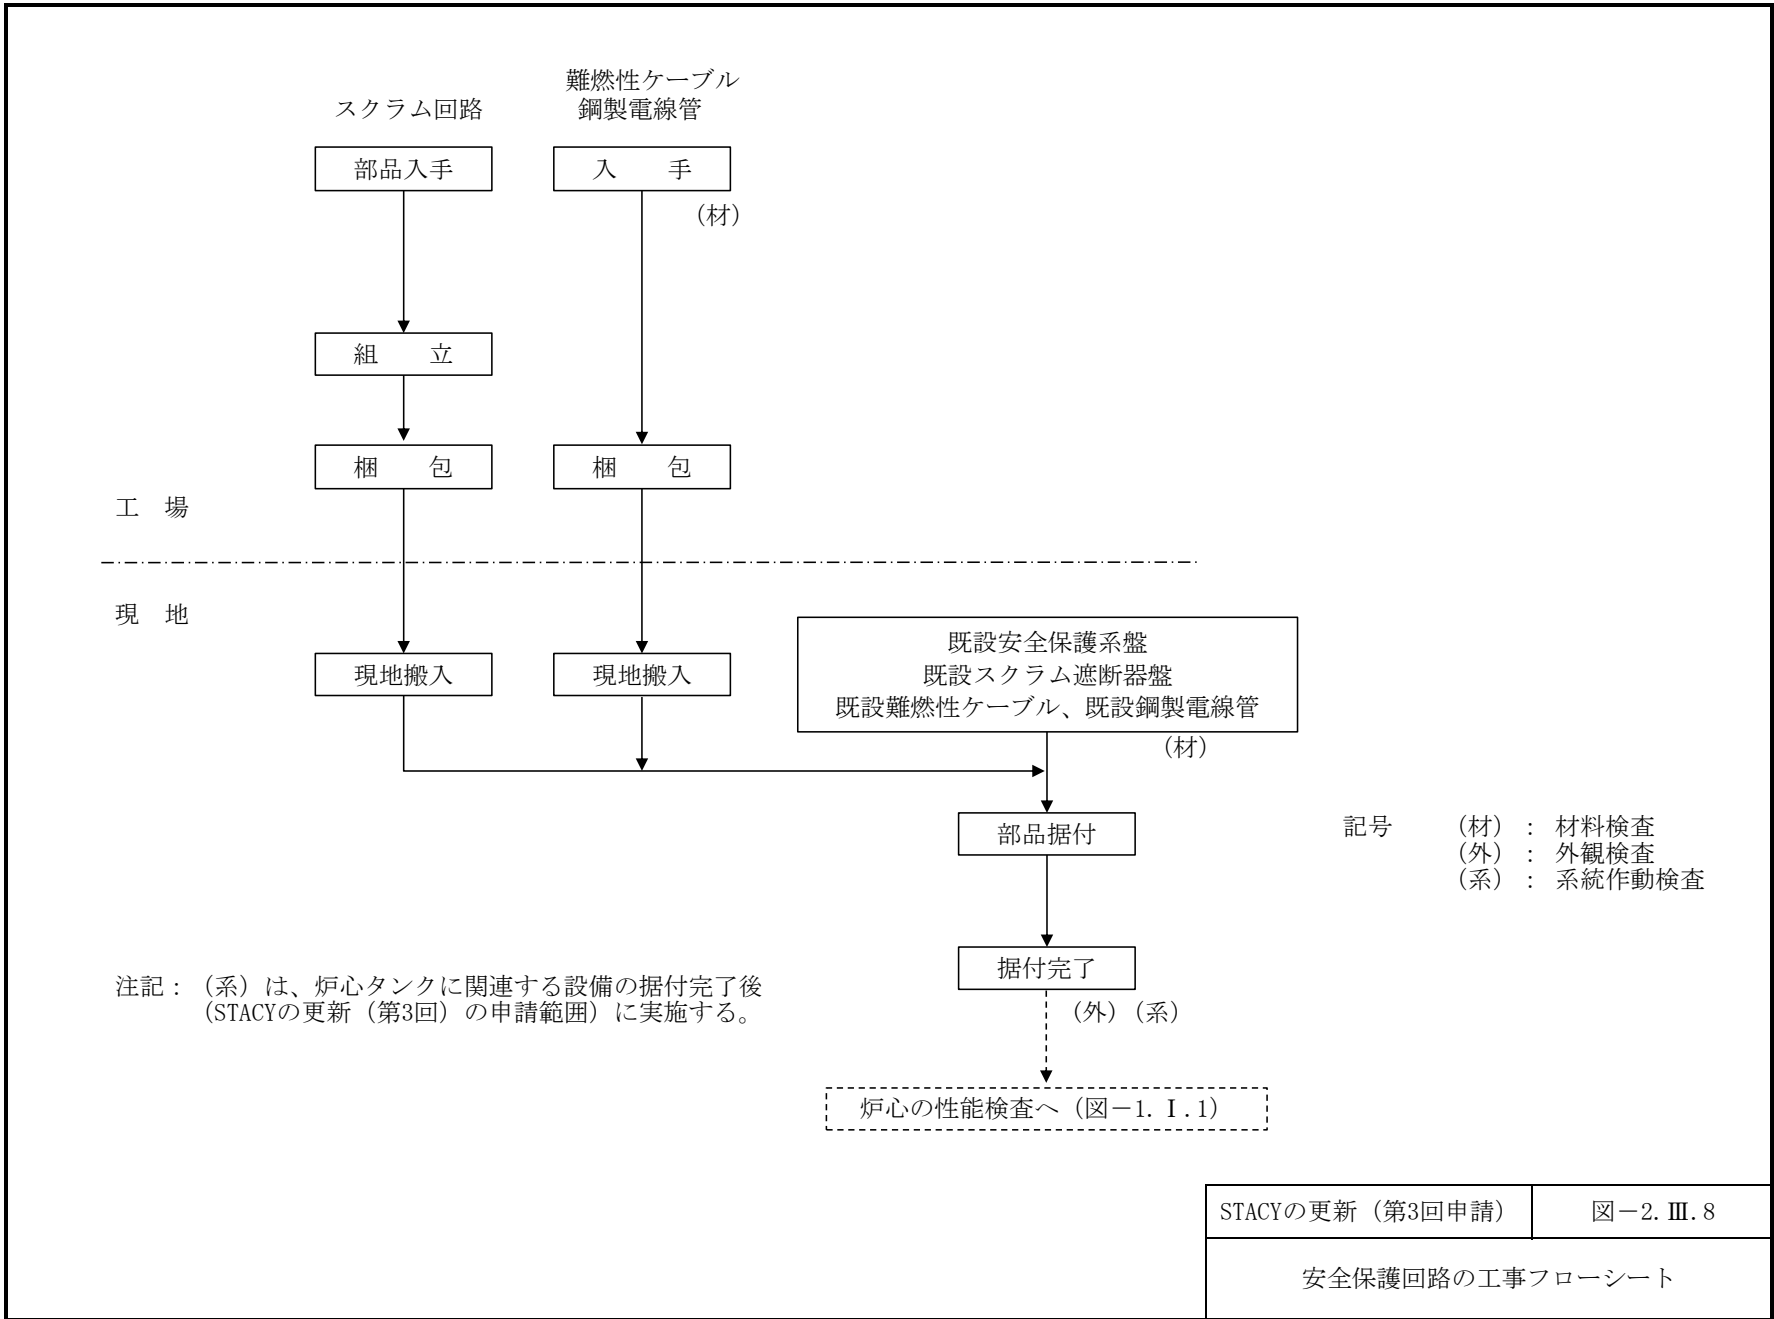 難燃性ケーブル
スクラム回路 鋼製電線管
部品入手 入 手
(材)
組 立
梱 包 梱 包
工 場
現 地
現地搬入 現地搬入
既設安全保護系盤
既設スクラム遮断器盤
既設難燃性ケーブル、既設鋼製電線管
(材)
部品据付
記号 (材) : 材料検査
(外) : 外観検査
(系) : 系統作動検査
据付完了
(外)(系)
注記:(系)は、炉心タンクに関連する設備の据付完了後
(STACYの更新(第3回)の申請範囲)に実施する。
炉心の性能検査へ(図-1.Ⅰ.1)
STACYの更新(第3回申請) 図-2.Ⅲ.8
安全保護回路の工事フローシート